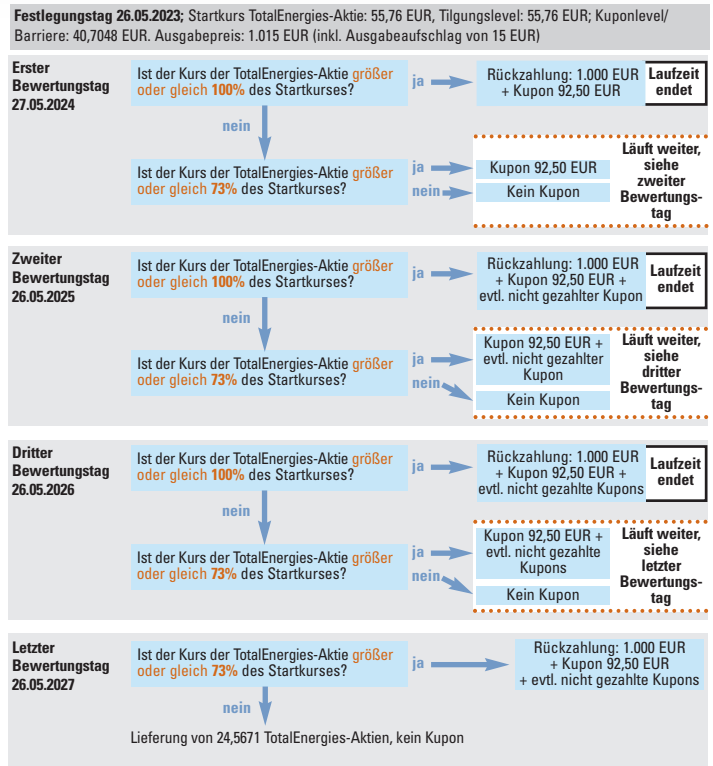 Festlegungstag 26.05.2023; Startkurs TotalEnergies-Aktie: 55,76 EUR, Tilgungslevel: 55,76 EUR; Kuponlevel/
Barriere: 40,7048 EUR. Ausgabepreis: 1.015 EUR (inkl. Ausgabeaufschlag von 15 EUR)
Erster
Bewertungstag
27.05.2024
Ist der Kurs der TotalEnergies-Aktie größer
oder gleich 100% des Startkurses?
ja
Rückzahlung: 1.000 EUR
+ Kupon 92,50 EUR
Laufzeit
endet
nein
Ist der Kurs der TotalEnergies-Aktie größer
oder gleich 73% des Startkurses?
ja
Kupon 92,50 EUR
nein
Kein Kupon
Läuft weiter,
siehe
zweiter
Bewertungs-
tag
Zweiter
Bewertungstag
26.05.2025
Ist der Kurs der TotalEnergies-Aktie größer
oder gleich 100% des Startkurses?
ja
Rückzahlung: 1.000 EUR
+ Kupon 92,50 EUR +
evtl. nicht gezahlter Kupon
Laufzeit
endet
nein
Ist der Kurs der TotalEnergies-Aktie größer
oder gleich 73% des Startkurses?
ja
Kupon 92,50 EUR +
evtl. nicht gezahlter
Kupon
nein
Kein Kupon
Läuft weiter,
siehe
dritter
Bewertungs-
tag
Dritter
Bewertungstag
26.05.2026
Ist der Kurs der TotalEnergies-Aktie größer
oder gleich 100% des Startkurses?
ja
Rückzahlung: 1.000 EUR
+ Kupon 92,50 EUR +
evtl. nicht gezahlte Kupons
Laufzeit
endet
nein
Ist der Kurs der TotalEnergies-Aktie größer
oder gleich 73% des Startkurses?
ja
Kupon 92,50 EUR +
evtl. nicht gezahlte
Kupons
nein
Kein Kupon
Läuft weiter,
siehe
letzter
Bewertungs-
tag
Letzter
Bewertungstag
26.05.2027
Ist der Kurs der TotalEnergies-Aktie größer
oder gleich 73% des Startkurses?
ja
Rückzahlung: 1.000 EUR
+ Kupon 92,50 EUR
+ evtl. nicht gezahlte Kupons
nein
Lieferung von 24,5671 TotalEnergies-Aktien, kein Kupon